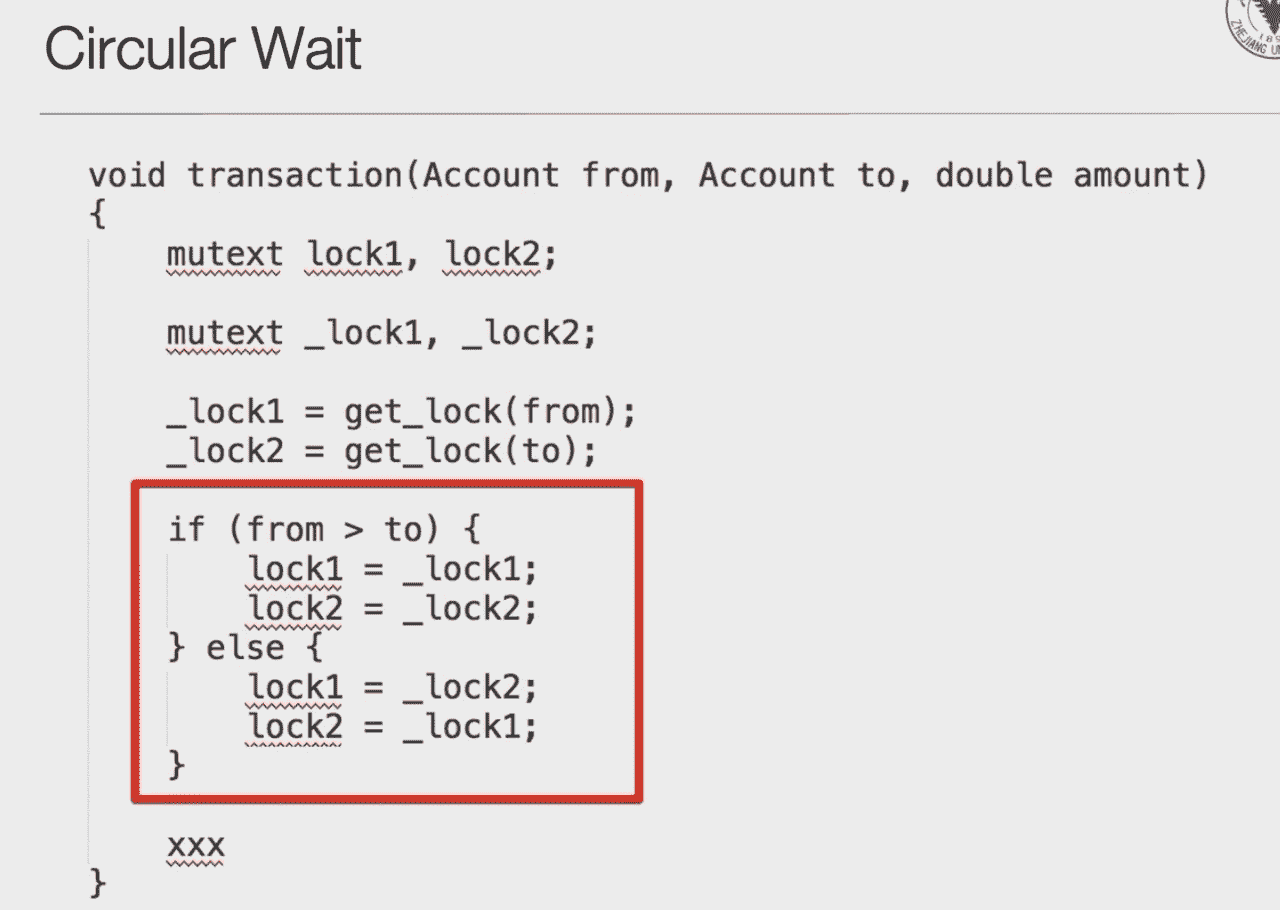 Circular Wait
void transaction(Account from, Account to, double amount)
{
mutext lock1, lock2;
mutext _lock1, _lock2;
_lock1 = get_lock(from);
_lock2 = get_lock(to);
if (from > to) {
lock1 = _lock1;
lock2 = _lock2;
} else {
lock1 = _lock2;
lock2 = _lock1;
}
xxx
}